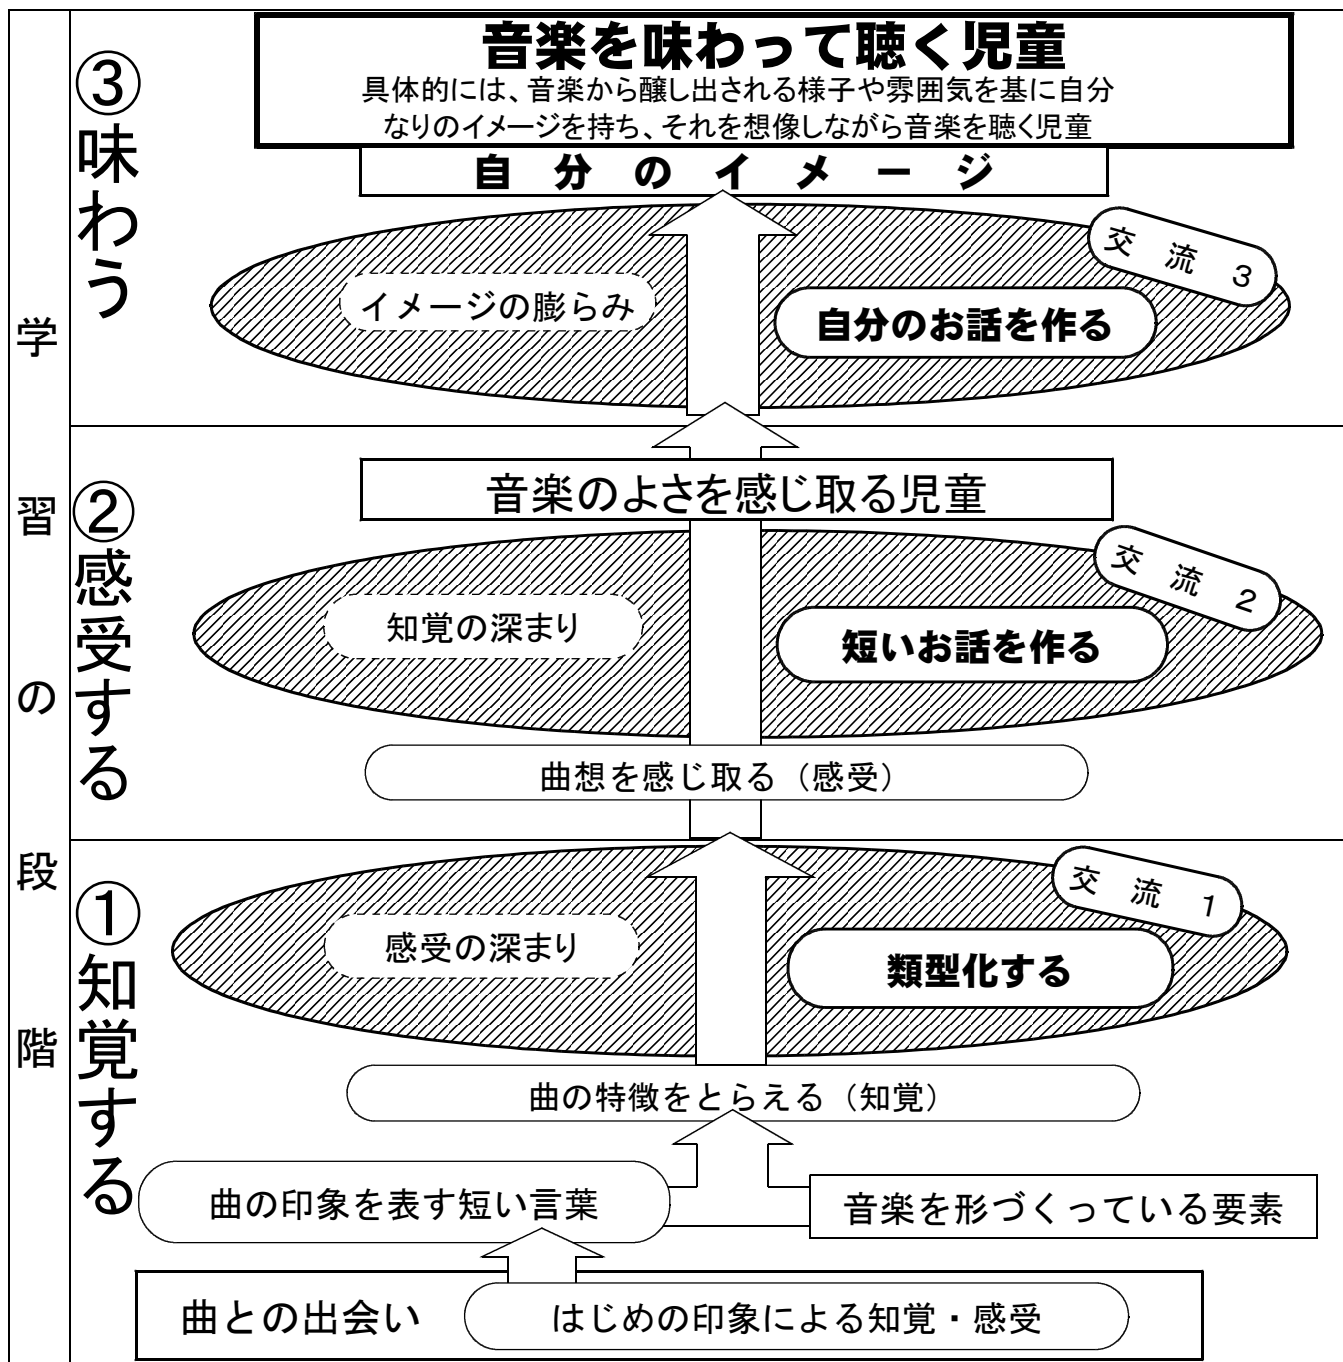 音楽を味わって聴く児童
具体的には、音楽から醸し出される様子や雰囲気を基に自分
なりのイメージを持ち、それを想像しながら音楽を聴く児童
自分のイメージ
③味わう
交流3
イメージの膨らみ
自分のお話を作る
学習の段階
音楽のよさを感じ取る児童
②感受する
交流2
知覚の深まり
短いお話を作る
曲想を感じ取る（感受）
①知覚する
交流1
感受の深まり
類型化する
曲の特徴をとらえる（知覚）
曲の印象を表す短い言葉
音楽を形づくっている要素
曲との出会い
はじめの印象による知覚・感受